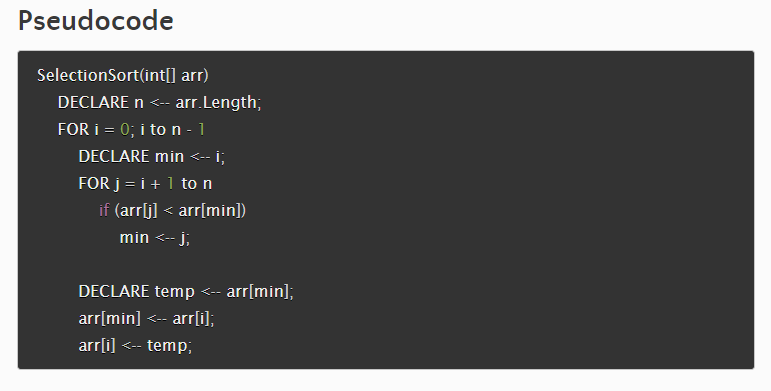 Pseudocode
SelectionSort(int[] arr)
DECLARE n <-- arr.Length;
FOR i = 0; i to n - 1
DECLARE min <-- i;
FOR j = i + 1 to n
if (arr[j] < arr[min])
min <-- j;
DECLARE temp <-- arr[min];
arr[min] <-- arr[i];
arr[i] <-- temp;